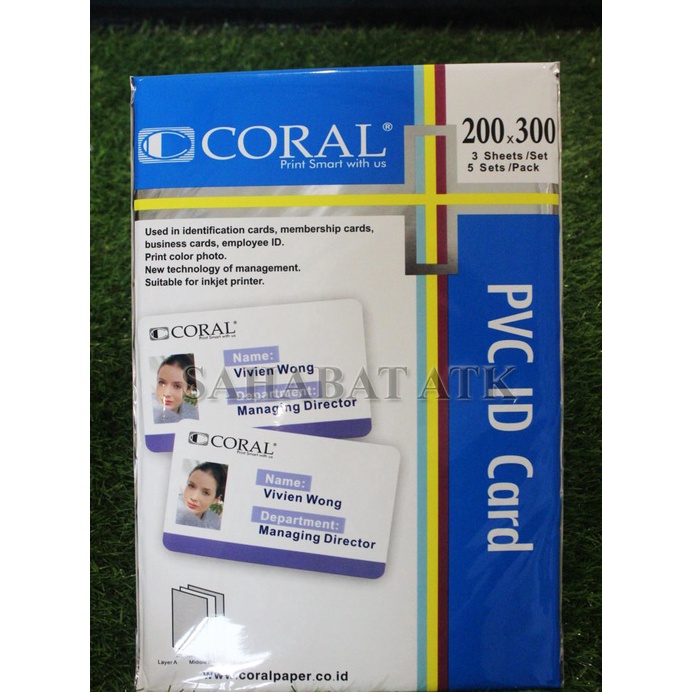 CORAL®
Print Smart with us
200x300
3 Sheets /Set
5 Sets /Pack
Used in identification cards, membership cards,
business cards, employee ID.
Print color photo.
New technology of management.
Suitable for inkjet printer.
PVC ID Card
CORAL®
Print Smart with us
Name:
Vivien Wong
Department:
Managing Director
SAHABAT ATK
CORAL®
Print Smart with us
Name:
Vivien Wong
Department:
Managing Director
Layer A
www.coralpaper.co.id